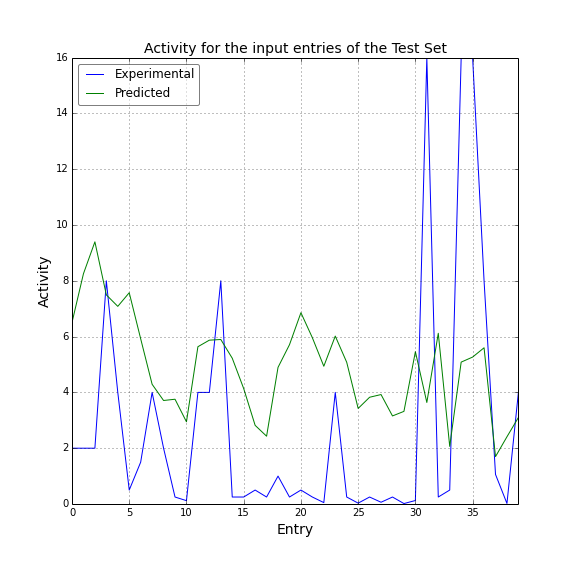 Activity for the input entries of the Test Set
Experimental
Predicted
16
14
12
10
8
6
4
2
0
Activity
0 5 10 15 20 25 30 35
Entry